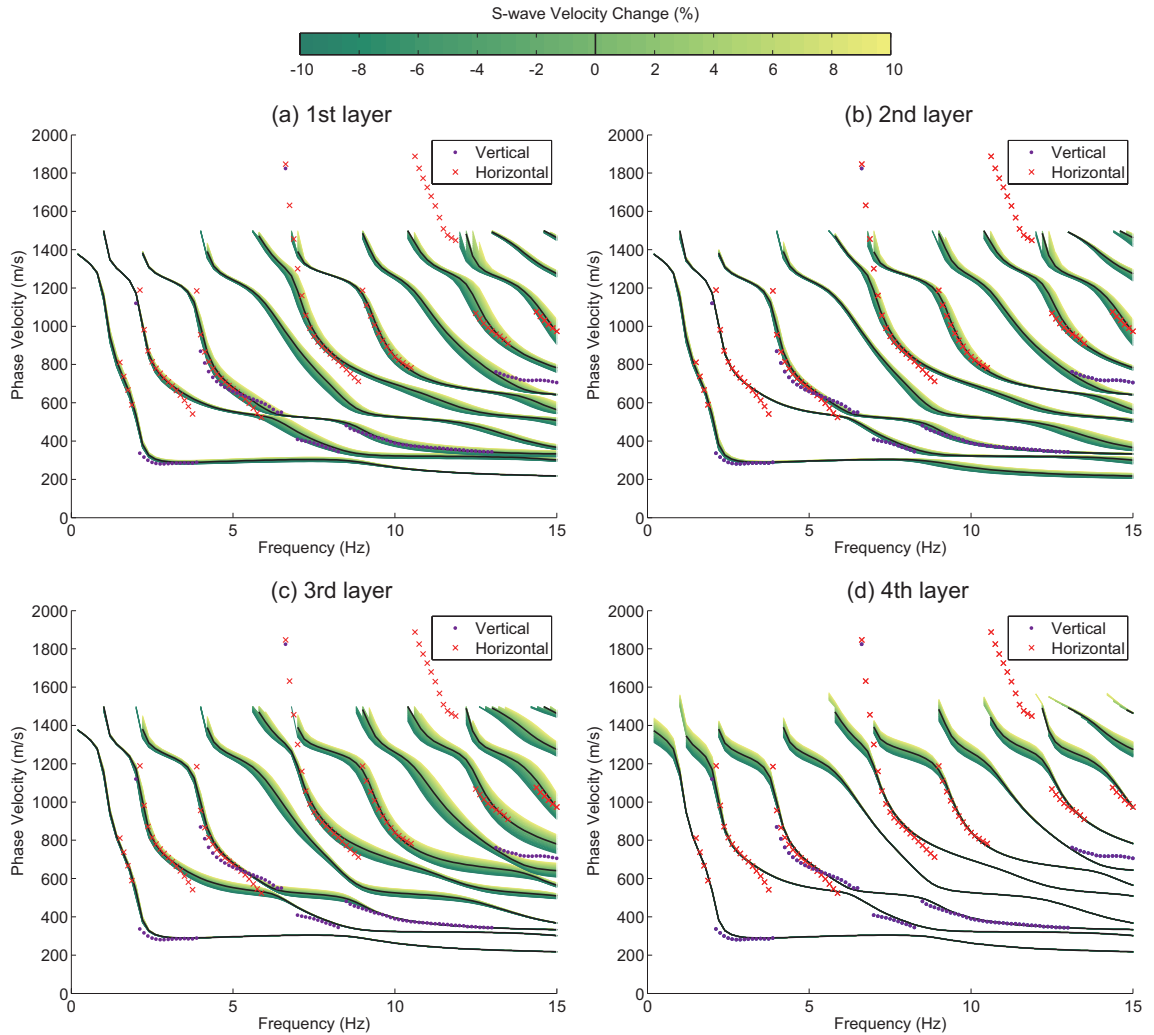 S-wave Velocity Change (%)
-10 -8 -6 -4 -2 0 2 4 6 8 10
(a) 1st layer
2000
1800
1600
1400
1200
1000
800
600
400
200
0
Phase Velocity (m/s)
Vertical
Horizontal
0 5 10 15
Frequency (Hz)
(b) 2nd layer
2000
1800
1600
1400
1200
1000
800
600
400
200
0
Phase Velocity (m/s)
Vertical
Horizontal
0 5 10 15
Frequency (Hz)
(c) 3rd layer
2000
1800
1600
1400
1200
1000
800
600
400
200
0
Phase Velocity (m/s)
Vertical
Horizontal
0 5 10 15
Frequency (Hz)
(d) 4th layer
2000
1800
1600
1400
1200
1000
800
600
400
200
0
Phase Velocity (m/s)
Vertical
Horizontal
0 5 10 15
Frequency (Hz)